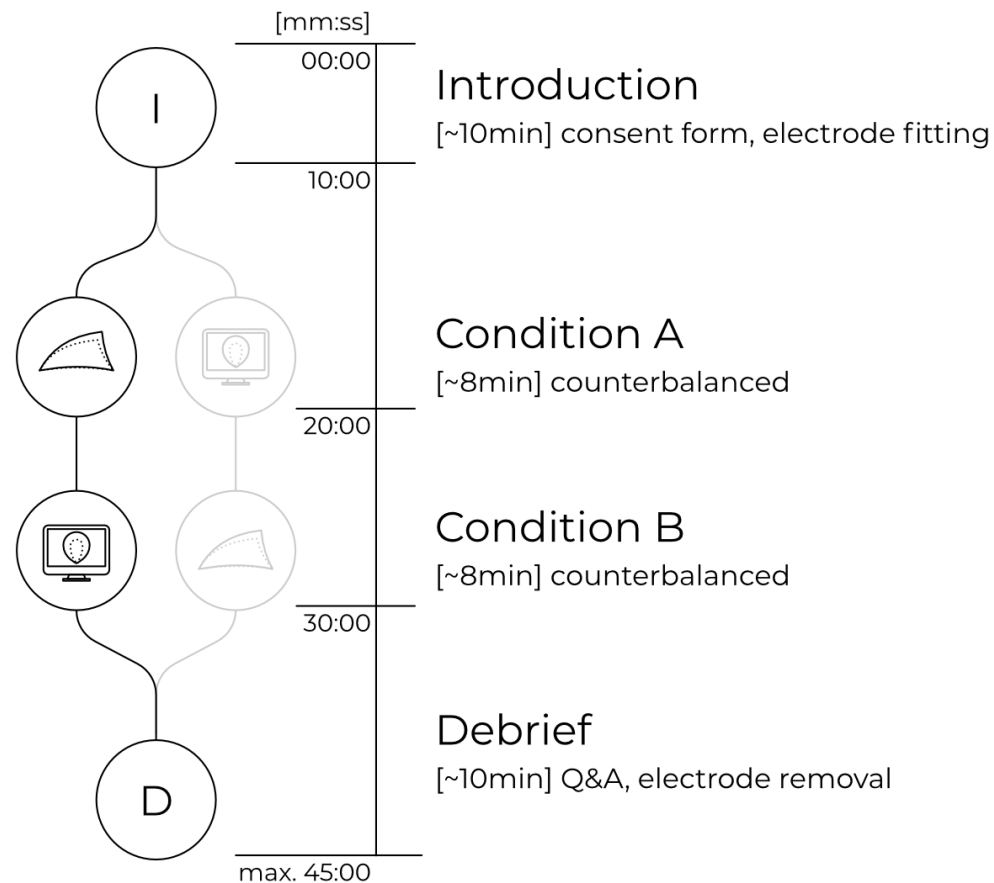 [mm:ss]
00:00
I
Introduction
[~10min] consent form, electrode fitting
10:00
Condition A
[~8min] counterbalanced
20:00
Condition B
[~8min] counterbalanced
30:00
Debrief
[~10min] Q&A, electrode removal
D
max. 45:00